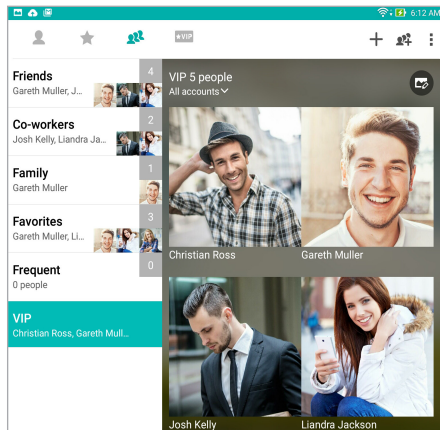 6:12 AM
VIP
Friends
4
Gareth Muller, J...
Co-workers
2
Josh Kelly, Liandra Ja...
Family
1
Gareth Muller
Favorites
3
Gareth Muller, Li...
Frequent
0
0 people
VIP
Christian Ross, Gareth Mull...
VIP 5 people
All accounts
Christian Ross
Gareth Muller
Josh Kelly
Liandra Jackson